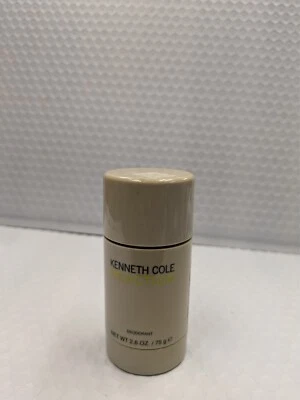 KENNETH COLE
DEODORANT
NET WT 2.6 OZ. / 75 g ℮